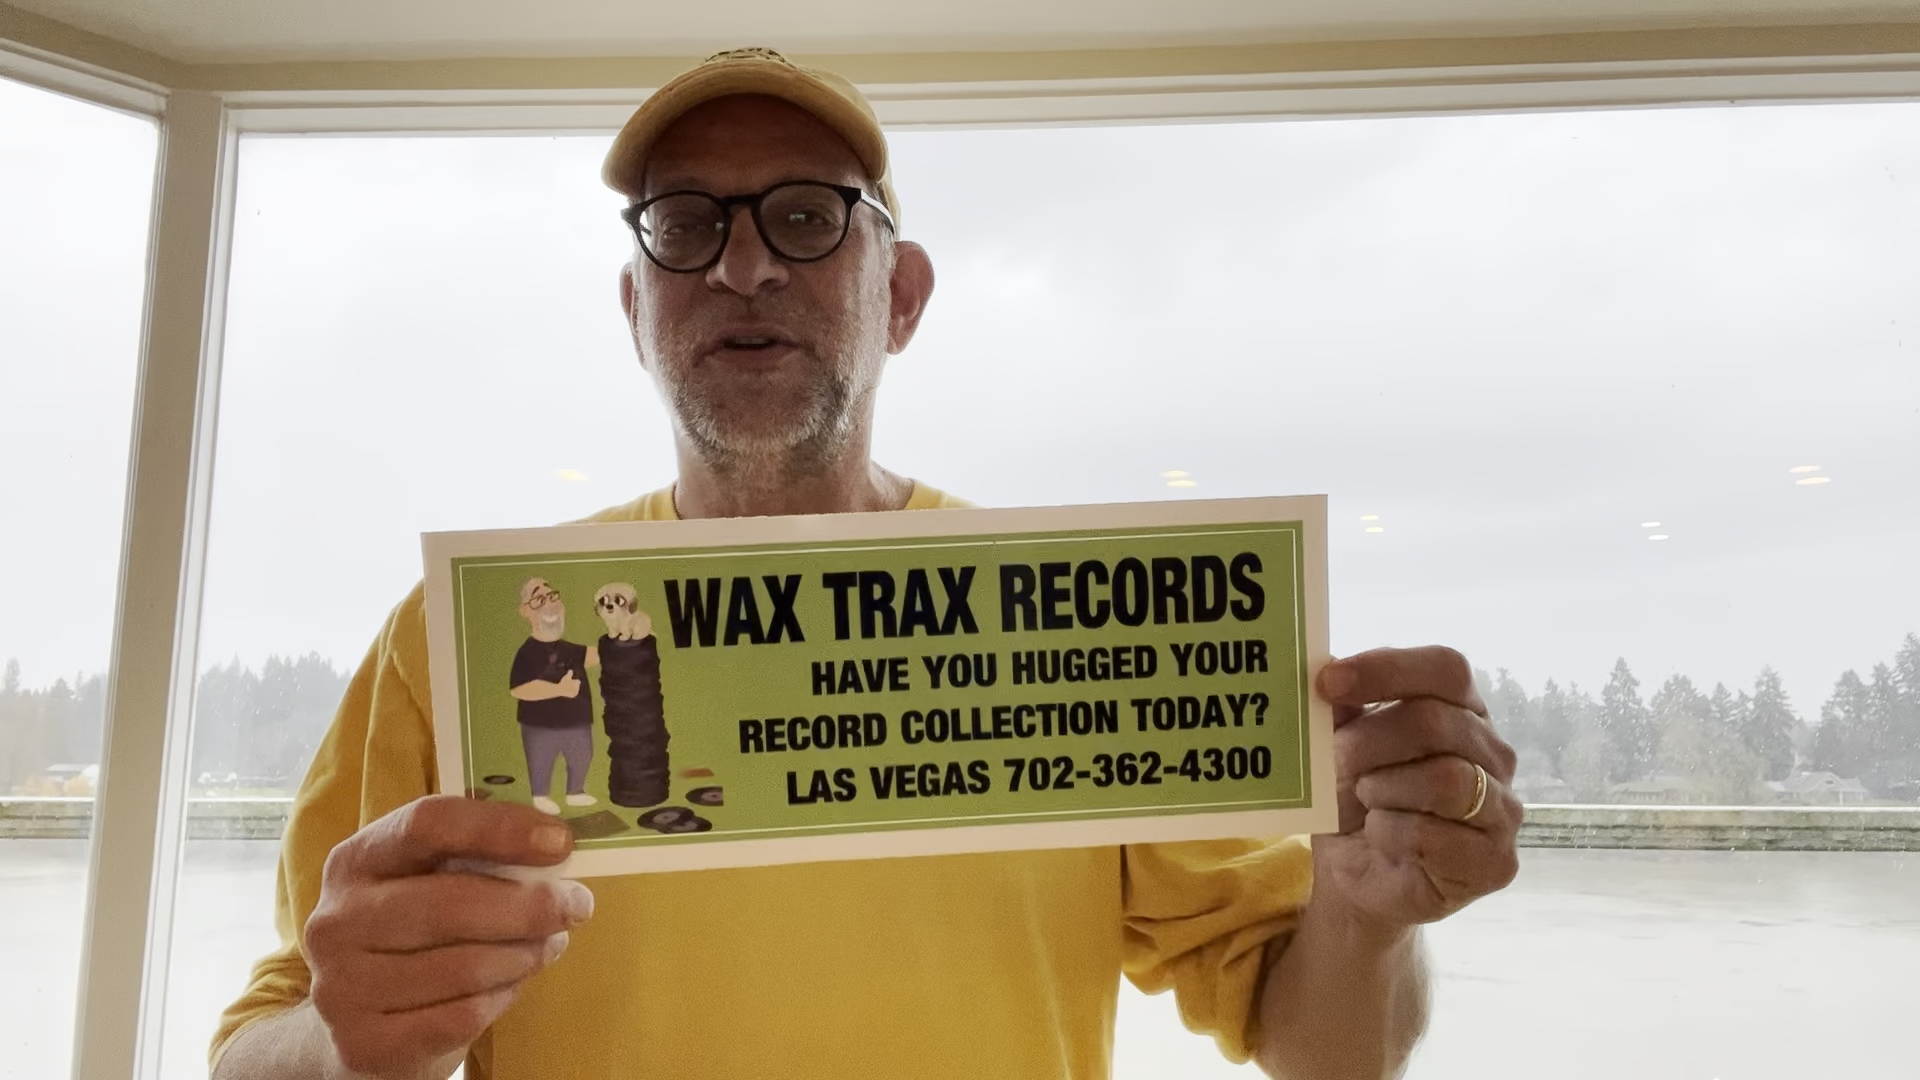 WAX TRAX RECORDS
HAVE YOU HUGGED YOUR
RECORD COLLECTION TODAY?
LAS VEGAS 702-362-4300